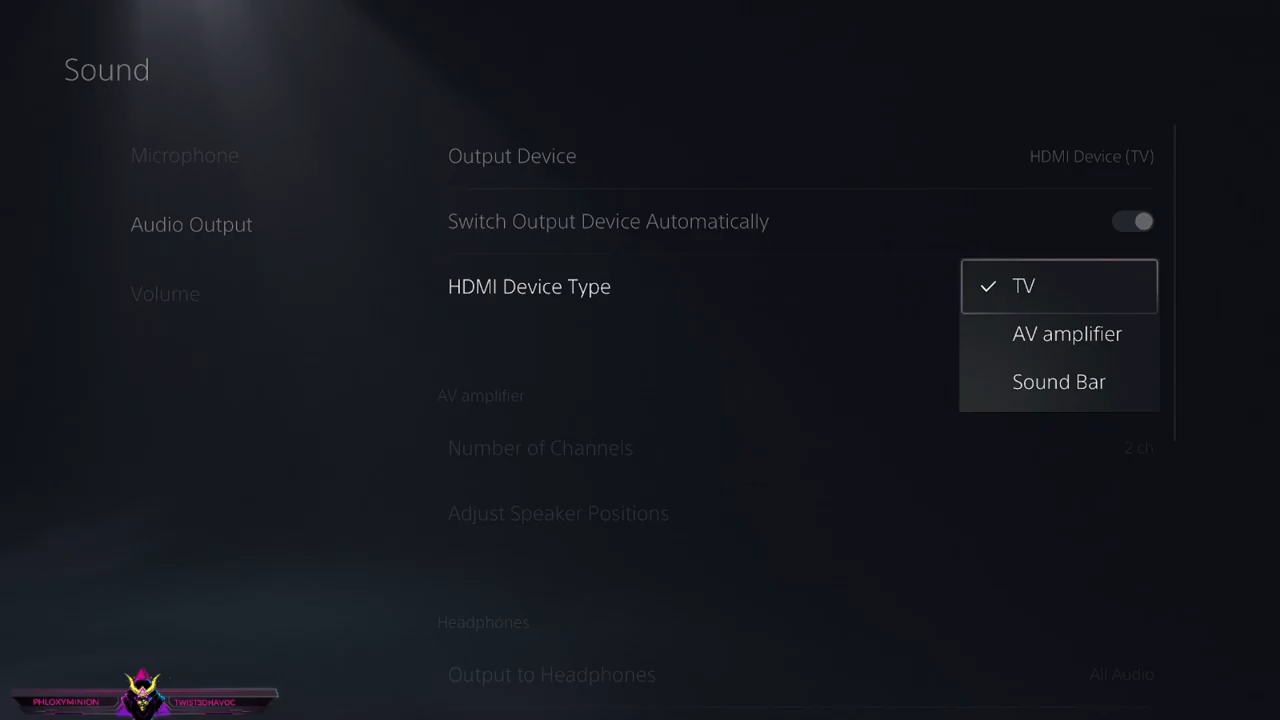 Sound
Microphone
Audio Output
Volume
Output Device
HDMI Device (TV)
Switch Output Device Automatically
HDMI Device Type
TV
AV amplifier
Sound Bar
AV amplifier
Number of Channels
2 ch
Adjust Speaker Positions
Headphones
Output to Headphones
All Audio
PHLOXYMINION
TWIST3DHAVOC